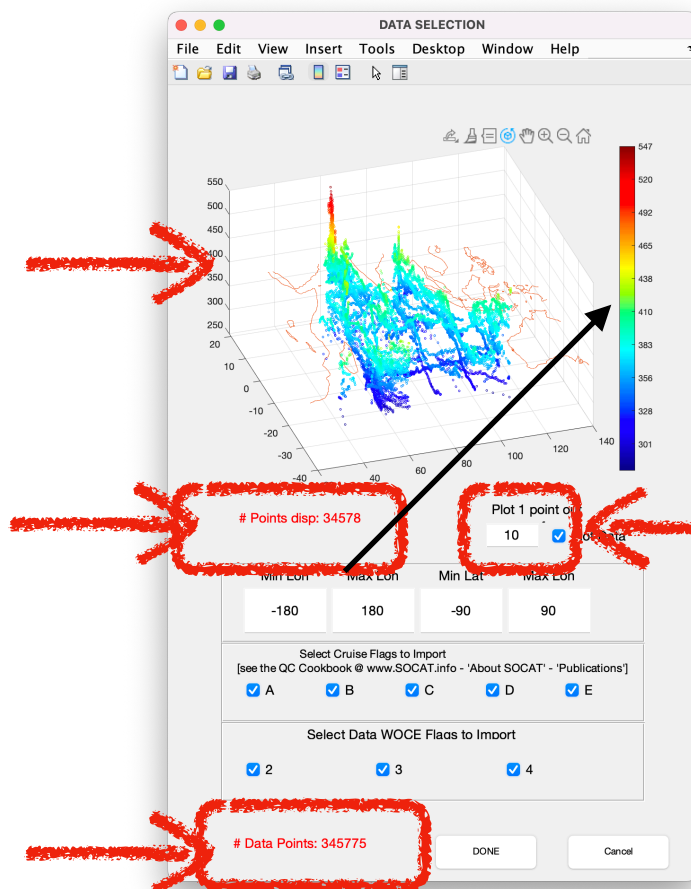 DATA SELECTION
File Edit View Insert Tools Desktop Window Help
547
520
492
465
438
410
383
356
328
301
550
500
450
400
350
300
250
20
10
0
-10
-20
-30
-40
40
60
80
100
120
140
# Points disp: 34578
Plot 1 point
10
Min Lon Max Lon Min Lat Max Lon
-180 180 -90 90
Select Cruise Flags to Import
[see the QC Cookbook @ www.SOCAT.info - 'About SOCAT' - 'Publications']
A B C D E
Select Data WOCE Flags to Import
2 3 4
# Data Points: 345775
DONE Cancel